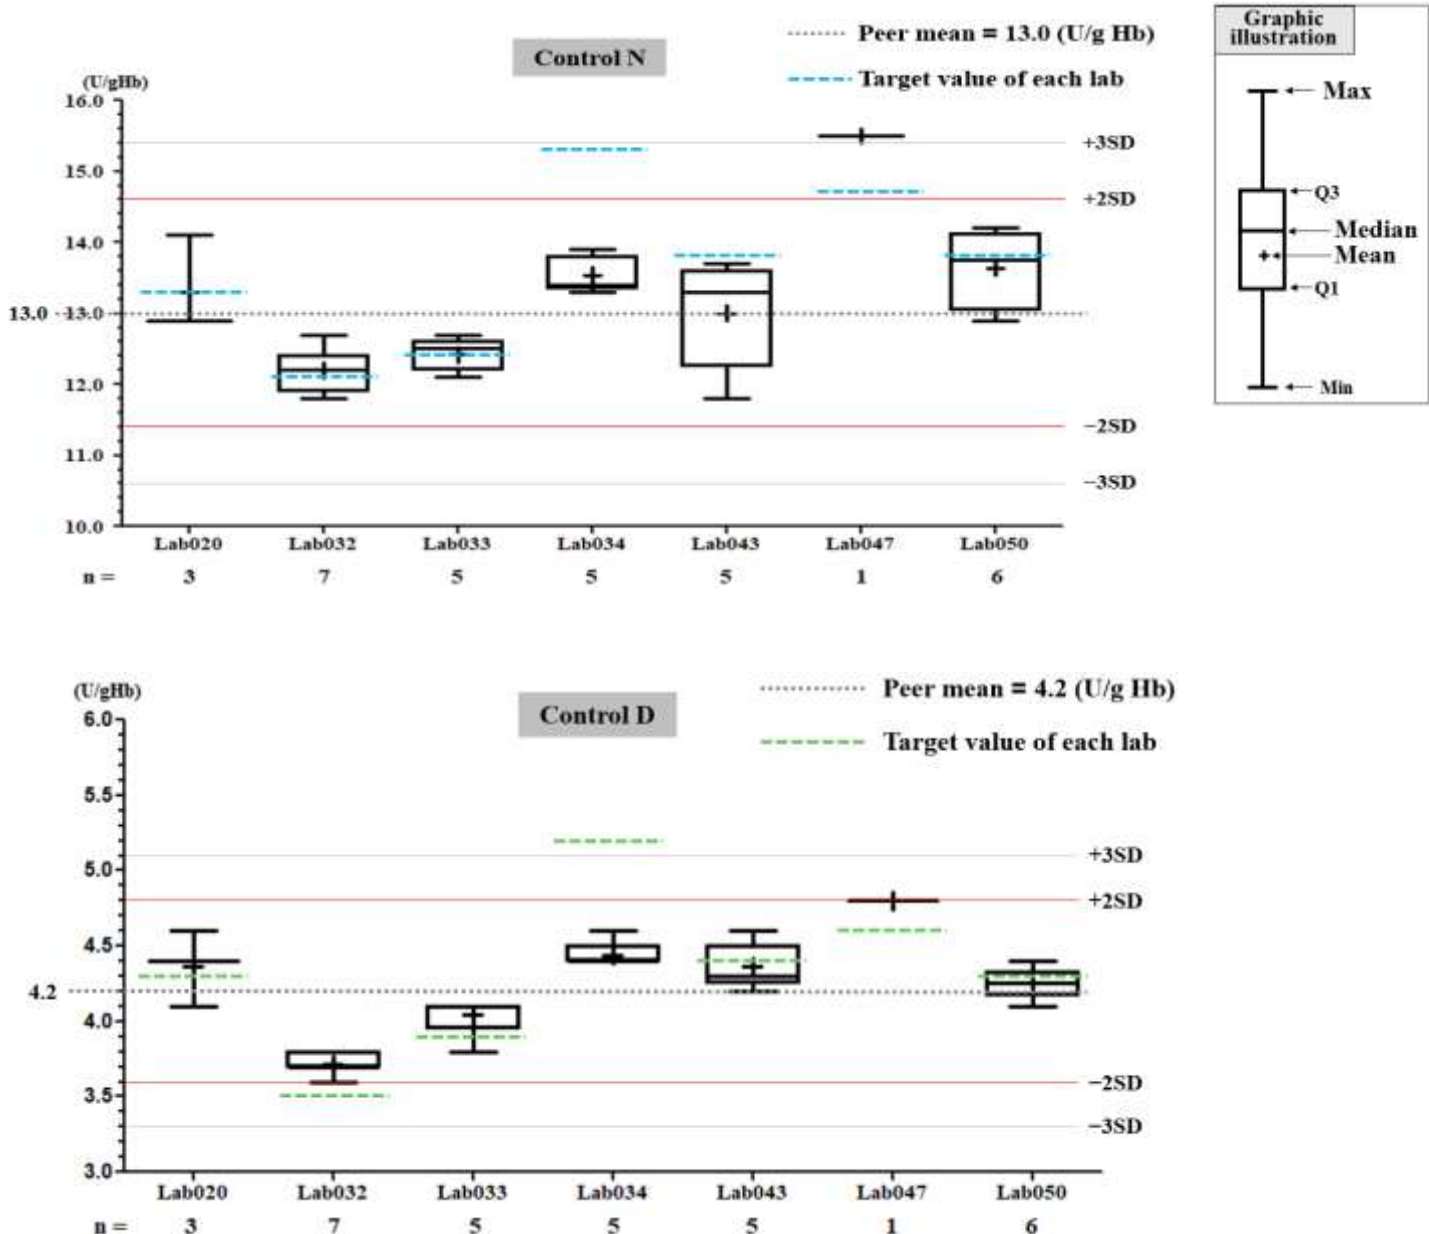 Control N
Peer mean = 13.0 (U/g Hb)
Target value of each lab
(U/gHb)
16.0
15.0
14.0
13.0 13.0
12.0
11.0
10.0
+3SD
+2SD
−2SD
−3SD
Lab020 Lab032 Lab033 Lab034 Lab043 Lab047 Lab050
n = 3 7 5 5 5 1 6
Graphic
illustration
Max
Q3
Median
Mean
Q1
Min
Control D
Peer mean = 4.2 (U/g Hb)
Target value of each lab
(U/gHb)
6.0
5.5
5.0
4.5
4.2
4.0
3.5
3.0
+3SD
+2SD
−2SD
−3SD
Lab020 Lab032 Lab033 Lab034 Lab043 Lab047 Lab050
n = 3 7 5 5 5 1 6